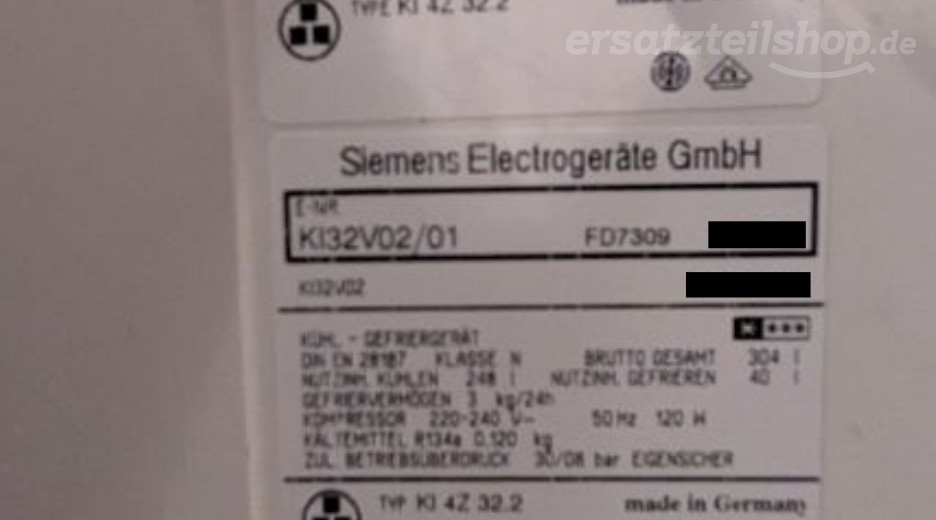 TYPE KI 4Z 32.2
ersatzteilshop.de
Siemens Electrogeräte GmbH
E-NR
KI32V02/01 FD7309
KI32V02
KÜHL - GEFRIERGERÄT
DIN EN 28187 KLASSE N BRUTTO GESAMT 304 l
NUTZINH. KÜHLEN 248 l NUTZINH. GEFRIEREN 40 l
GEFRIERVERMÖGEN 3 kg/24h
KOMPRESSOR 220-240 V~ 50 Hz 120 W
KÄLTEMITTEL R134a 0,120 kg
ZUL. BETRIEBSÜBERDRUCK 30/08 bar EIGENSICHER
TYP KI 4Z 32.2 made in Germany